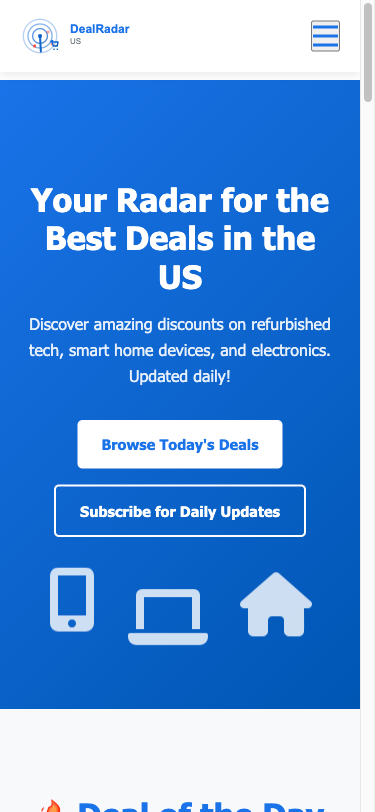 DealRadar
US
Your Radar for the
Best Deals in the
US
Discover amazing discounts on refurbished
tech, smart home devices, and electronics.
Updated daily!
Browse Today's Deals
Subscribe for Daily Updates
🔥 Deal of the Day